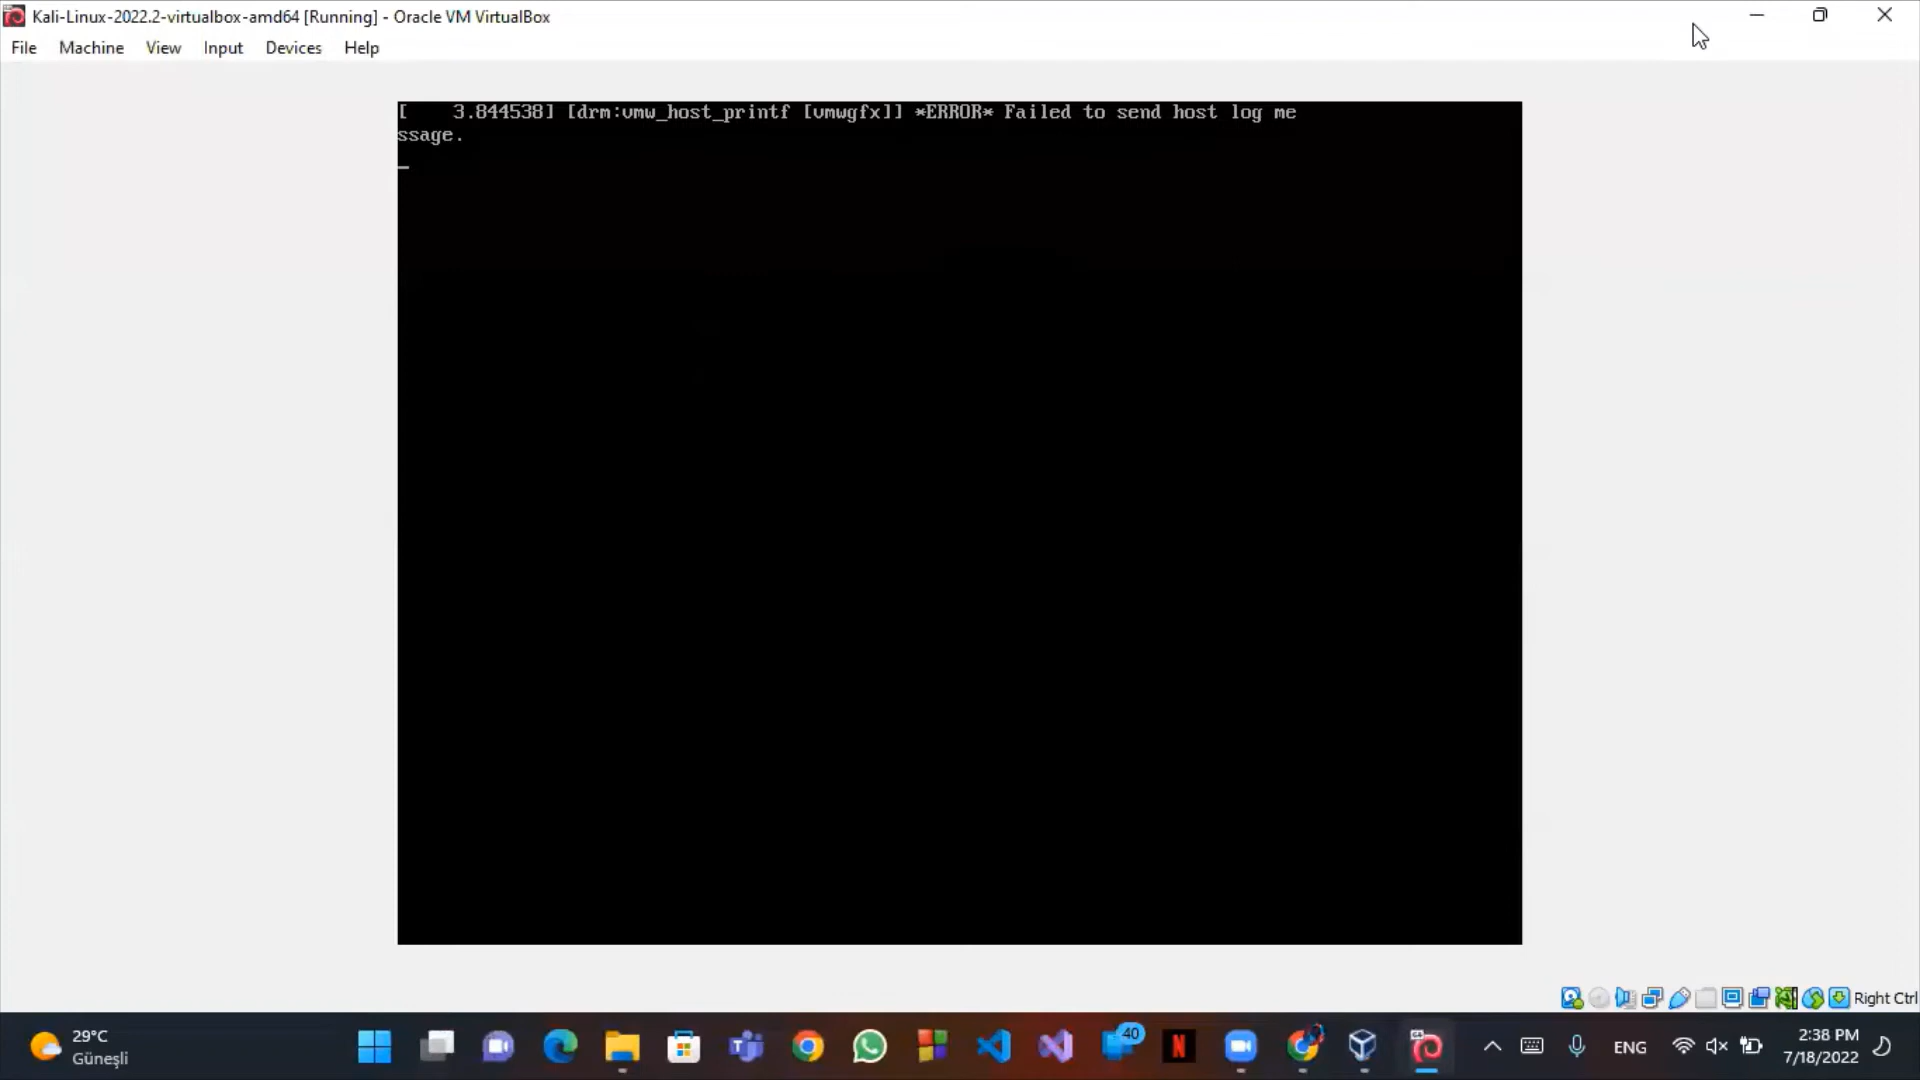 Kali-Linux-2022.2-virtualbox-amd64 [Running] - Oracle VM VirtualBox
File Machine View Input Devices Help
[    3.844538] [drm:vmw_host_printf [vmwgfx]] *ERROR* Failed to send host log me
ssage.
Right Ctrl
29°C
Güneşli
40
N
ENG
2:38 PM
7/18/2022